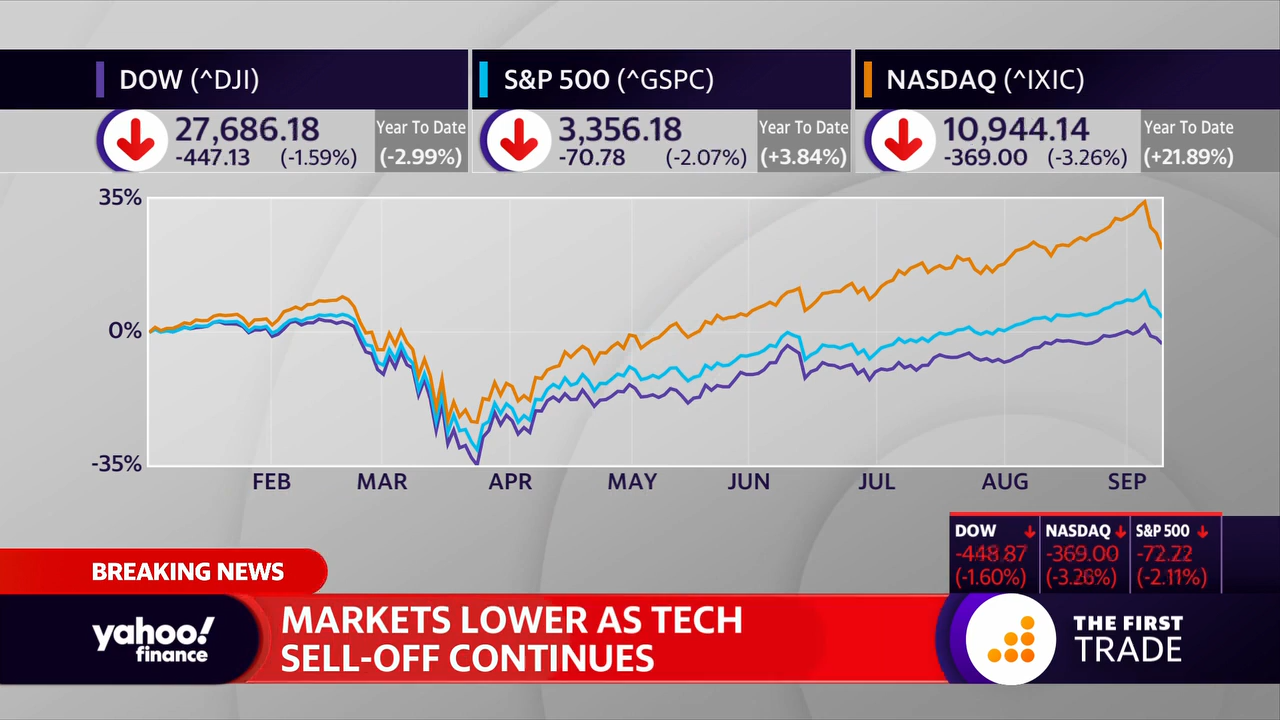 DOW (^DJI)
27,686.18
-447.13 (-1.59%)
Year To Date
(-2.99%)
S&P 500 (^GSPC)
3,356.18
-70.78 (-2.07%)
Year To Date
(+3.84%)
NASDAQ (^IXIC)
10,944.14
-369.00 (-3.26%)
Year To Date
(+21.89%)
35%
0%
-35%
FEB MAR APR MAY JUN JUL AUG SEP
DOW
-448.87
(-1.60%)
NASDAQ
-369.00
(-3.26%)
S&P 500
-72.22
(-2.11%)
BREAKING NEWS
yahoo!
finance
MARKETS LOWER AS TECH
SELL-OFF CONTINUES
THE FIRST
TRADE